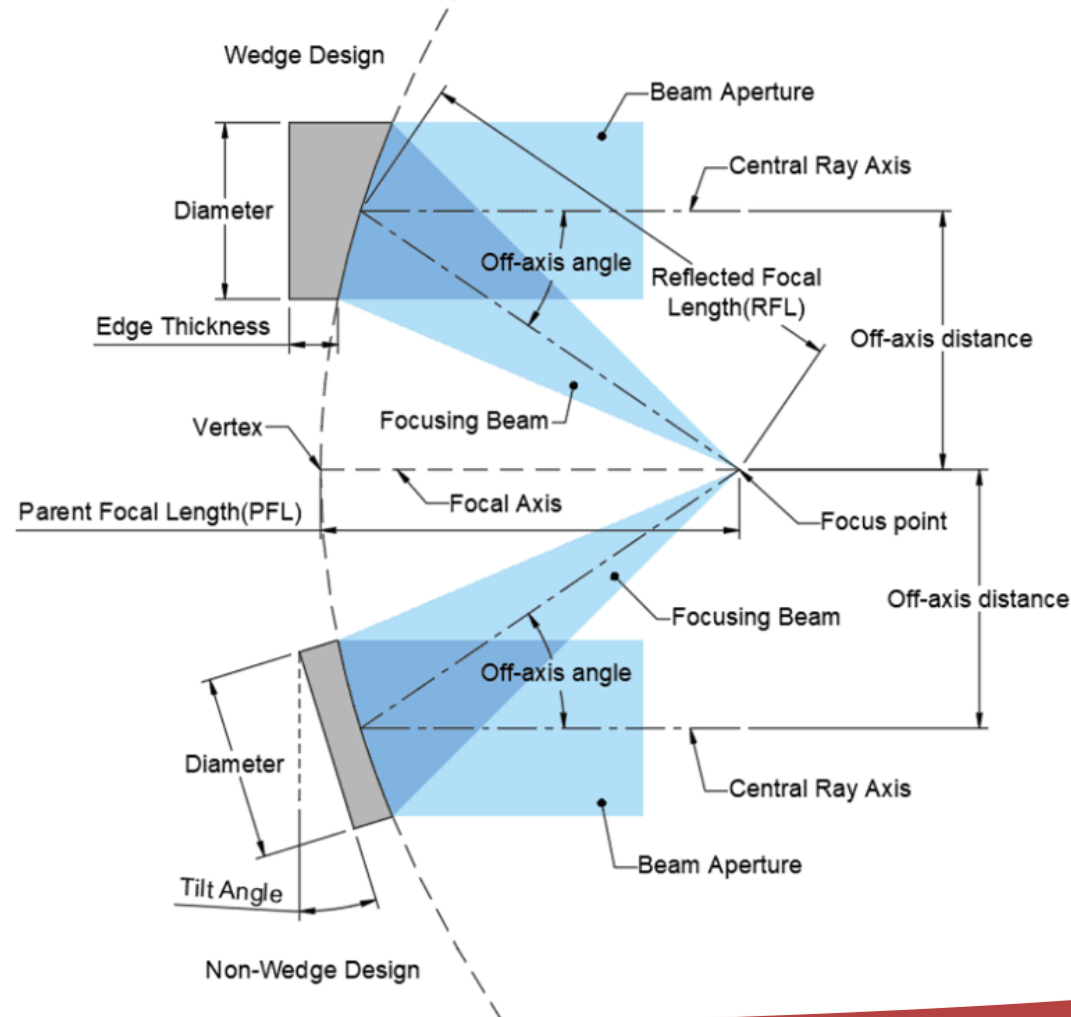 Wedge Design
Beam Aperture
Central Ray Axis
Diameter
Off-axis angle
Reflected Focal
Length(RFL)
Edge Thickness
Off-axis distance
Focusing Beam
Vertex
Focal Axis
Parent Focal Length(PFL)
Focus point
Off-axis distance
Focusing Beam
Off-axis angle
Diameter
Central Ray Axis
Beam Aperture
Tilt Angle
Non-Wedge Design